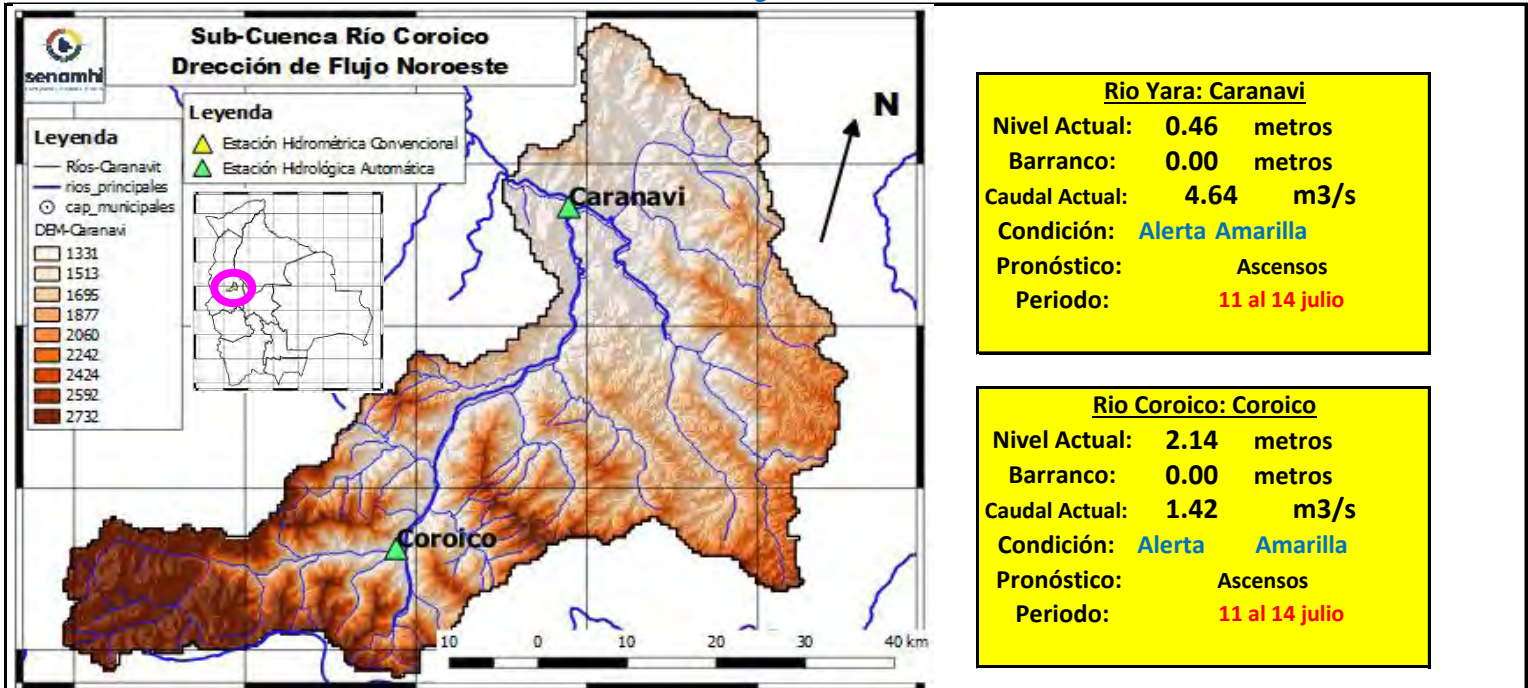 senamhi
Sub-Cuenca Río Coroico
Drección de Flujo Noroeste
Leyenda
Estación Hidrométrica Convencional
Estación Hidrológica Automática
Leyenda
Ríos-Caranavit
rios_principales
cap_municipales
DEM-Caranavi
1331
1513
1695
1877
2060
2242
2424
2592
2732
N
Caranavi
Coroico
10 0 10 20 30 40 km
Rio Yara: Caranavi
Nivel Actual: 0.46 metros
Barranco: 0.00 metros
Caudal Actual: 4.64 m3/s
Condición: Alerta Amarilla
Pronóstico: Ascensos
Periodo: 11 al 14 julio
Rio Coroico: Coroico
Nivel Actual: 2.14 metros
Barranco: 0.00 metros
Caudal Actual: 1.42 m3/s
Condición: Alerta Amarilla
Pronóstico: Ascensos
Periodo: 11 al 14 julio